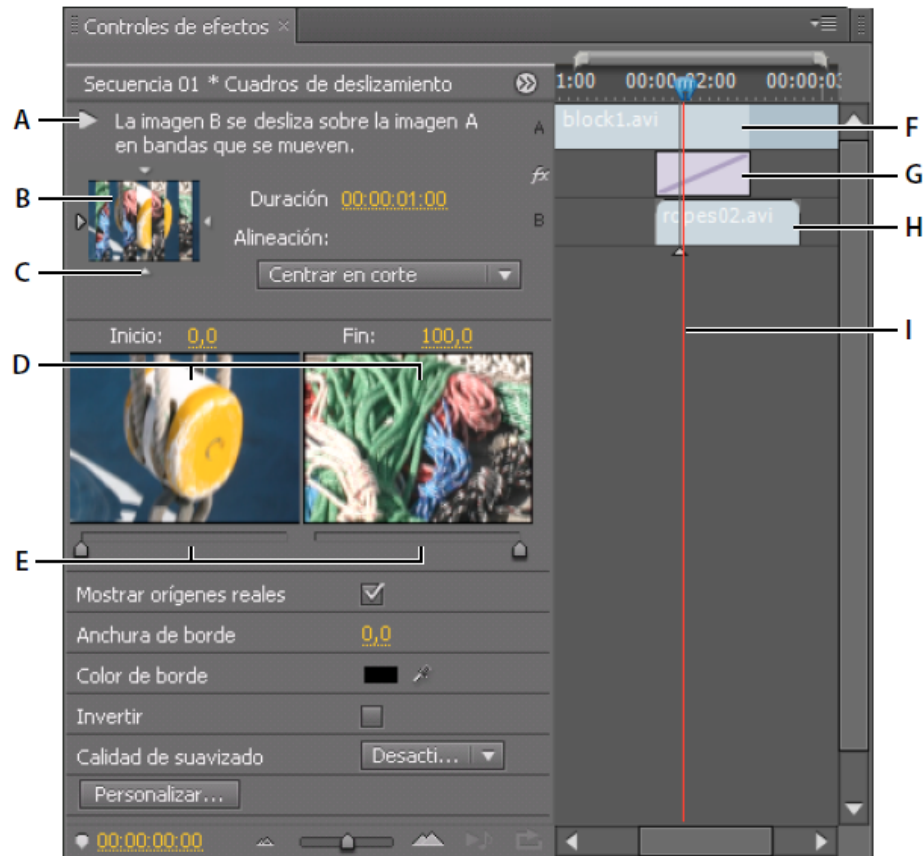 Controles de efectos ×
Secuencia 01 * Cuadros de deslizamiento
1:00 00:00:02:00 00:00:03
A
La imagen B se desliza sobre la imagen A
en bandas que se mueven.
A
block1.avi
F
B
Duración 00:00:01:00
fx
G
Alineación:
B
ropes02.avi
H
C
Centrar en corte
I
Inicio: 0,0 Fin: 100,0
D
E
Mostrar orígenes reales
Anchura de borde 0,0
Color de borde
Invertir
Calidad de suavizado Desacti...
Personalizar...
00:00:00:00